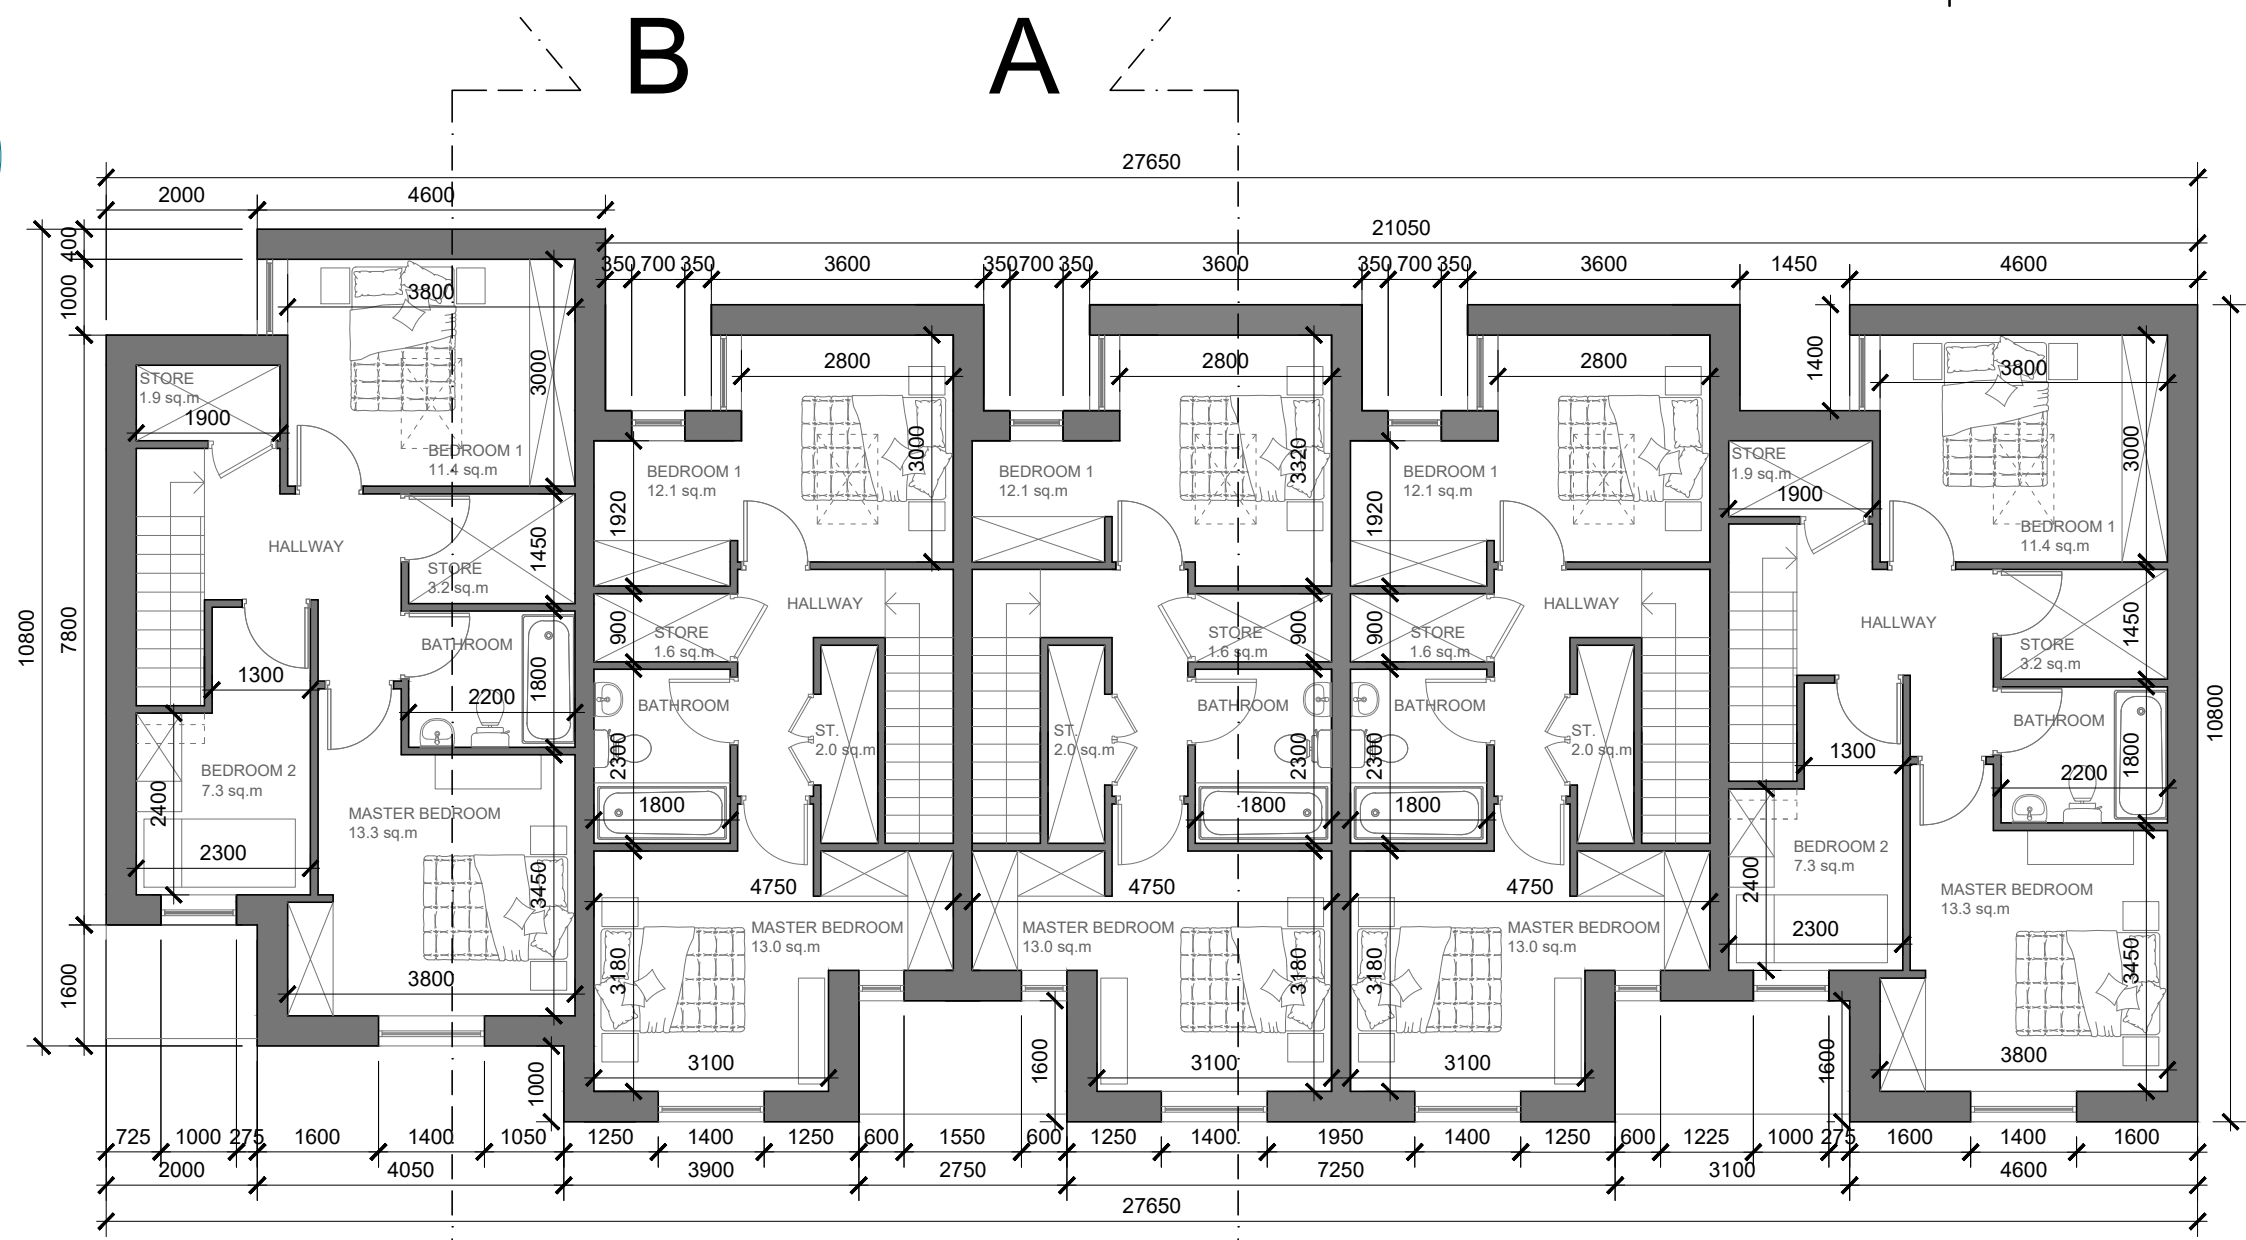 B A
27650
2000 4600
21050
350 700 350 3600 350 700 350 3600 350 700 350 3600 1450 4600
400
1000
7800
10800
1600
STORE
1.9 sq.m
1900
3800
3000
BEDROOM 1
11.4 sq.m
HALLWAY
1450
STORE
3.2 sq.m
BATHROOM
1800
2200
1300
BEDROOM 2
7.3 sq.m
2400
2300
MASTER BEDROOM
13.3 sq.m
3450
3800
1000
2800
3000
BEDROOM 1
12.1 sq.m
1920
HALLWAY
900
STORE
1.6 sq.m
BATHROOM
2300
ST.
2.0 sq.m
1800
4750
MASTER BEDROOM
13.0 sq.m
3180
3100
2800
3320
BEDROOM 1
12.1 sq.m
900
STORE
1.6 sq.m
BATHROOM
ST.
2.0 sq.m
2300
1800
4750
MASTER BEDROOM
13.0 sq.m
3180
1600
3100
2800
BEDROOM 1
12.1 sq.m
1920
HALLWAY
900
STORE
1.6 sq.m
BATHROOM
2300
ST.
2.0 sq.m
1800
4750
MASTER BEDROOM
13.0 sq.m
3180
3100
1400
3800
STORE
1.9 sq.m
1900
3000
BEDROOM 1
11.4 sq.m
HALLWAY
1450
STORE
3.2 sq.m
BATHROOM
1800
2200
1300
BEDROOM 2
7.3 sq.m
2400
2300
MASTER BEDROOM
13.3 sq.m
3450
1600
3800
10800
725 1000 275 1600 1400 1050 1250 1400 1250 600 1550 600 1250 1400 1950 1400 1250 600 1225 1000 275 1600 1400 1600
2000 4050 3900 2750 7250 3100 4600
27650